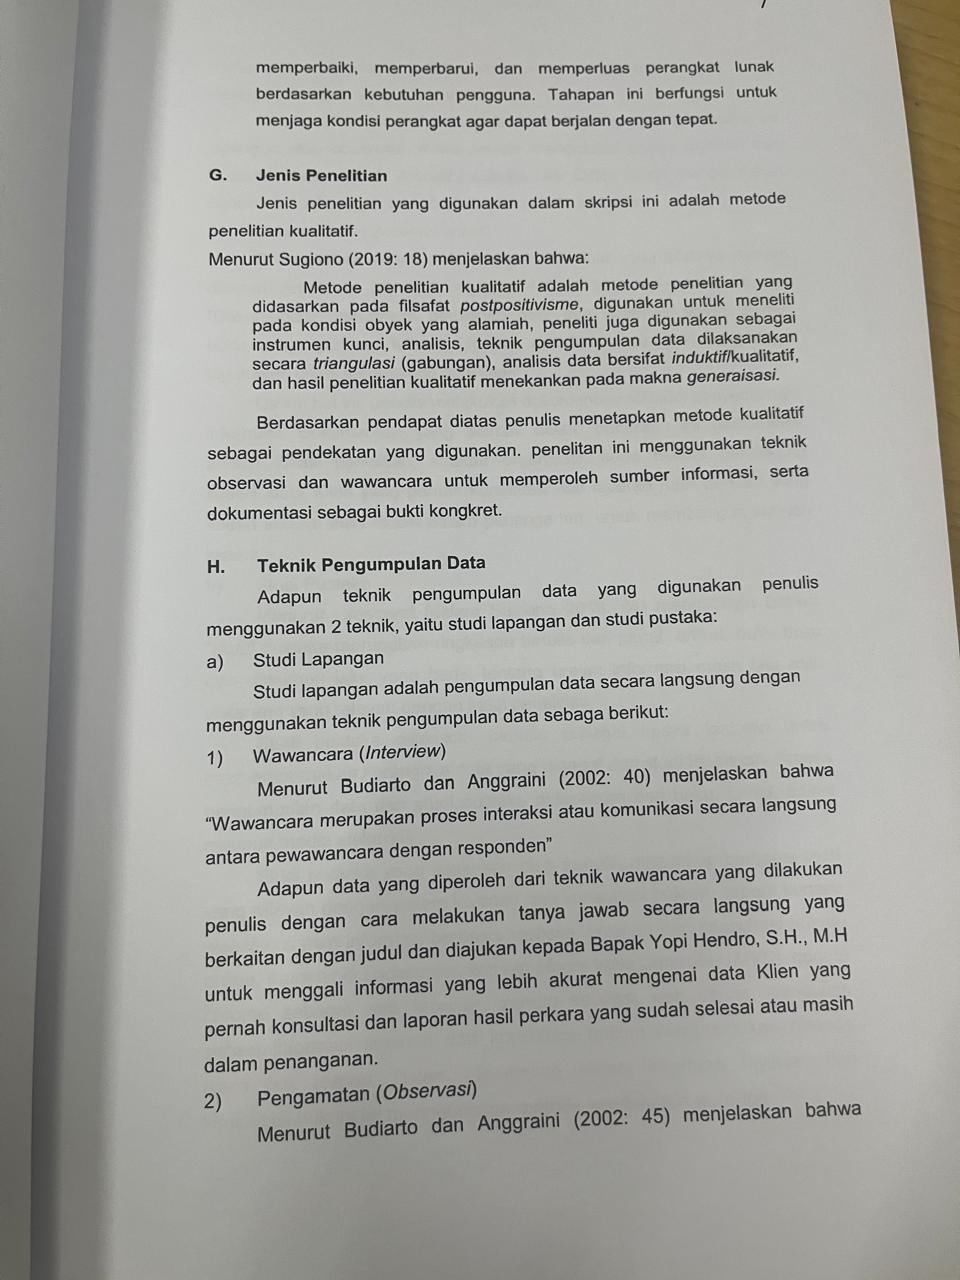 memperbaiki, memperbarui, dan memperluas perangkat lunak
berdasarkan kebutuhan pengguna. Tahapan ini berfungsi untuk
menjaga kondisi perangkat agar dapat berjalan dengan tepat.
G. Jenis Penelitian
Jenis penelitian yang digunakan dalam skripsi ini adalah metode
penelitian kualitatif.
Menurut Sugiono (2019: 18) menjelaskan bahwa:
Metode penelitian kualitatif adalah metode penelitian yang
didasarkan pada filsafat postpositivisme, digunakan untuk meneliti
pada kondisi obyek yang alamiah, peneliti juga digunakan sebagai
instrumen kunci, analisis, teknik pengumpulan data dilaksanakan
secara triangulasi (gabungan), analisis data bersifat induktif/kualitatif,
dan hasil penelitian kualitatif menekankan pada makna generaisasi.
Berdasarkan pendapat diatas penulis menetapkan metode kualitatif
sebagai pendekatan yang digunakan. penelitan ini menggunakan teknik
observasi dan wawancara untuk memperoleh sumber informasi, serta
dokumentasi sebagai bukti kongkret.
H. Teknik Pengumpulan Data
Adapun teknik pengumpulan data yang digunakan penulis
menggunakan 2 teknik, yaitu studi lapangan dan studi pustaka:
a) Studi Lapangan
Studi lapangan adalah pengumpulan data secara langsung dengan
menggunakan teknik pengumpulan data sebaga berikut:
1) Wawancara (Interview)
Menurut Budiarto dan Anggraini (2002: 40) menjelaskan bahwa
“Wawancara merupakan proses interaksi atau komunikasi secara langsung
antara pewawancara dengan responden”
Adapun data yang diperoleh dari teknik wawancara yang dilakukan
penulis dengan cara melakukan tanya jawab secara langsung yang
berkaitan dengan judul dan diajukan kepada Bapak Yopi Hendro, S.H., M.H
untuk menggali informasi yang lebih akurat mengenai data Klien yang
pernah konsultasi dan laporan hasil perkara yang sudah selesai atau masih
dalam penanganan.
2) Pengamatan (Observasi)
Menurut Budiarto dan Anggraini (2002: 45) menjelaskan bahwa